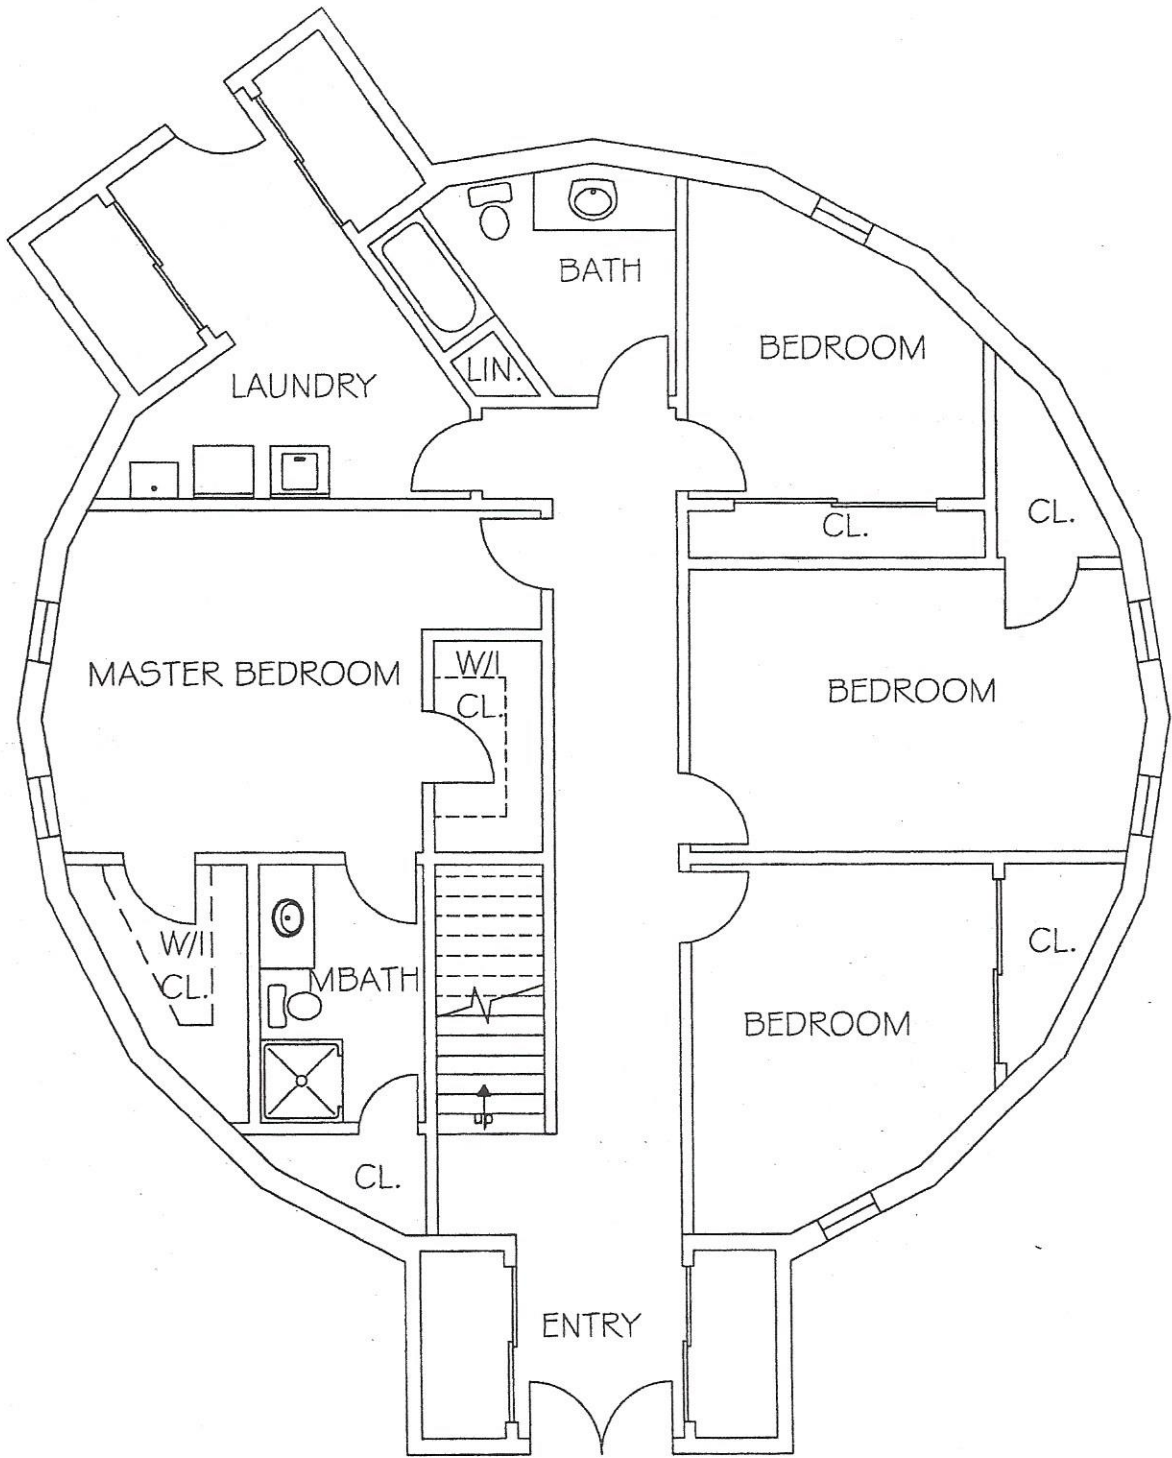 BATH
BEDROOM
LIN.
LAUNDRY
CL.
CL.
W/I
CL.
MASTER BEDROOM
BEDROOM
W/I
CL.
MBATH
CL.
BEDROOM
up
CL.
ENTRY